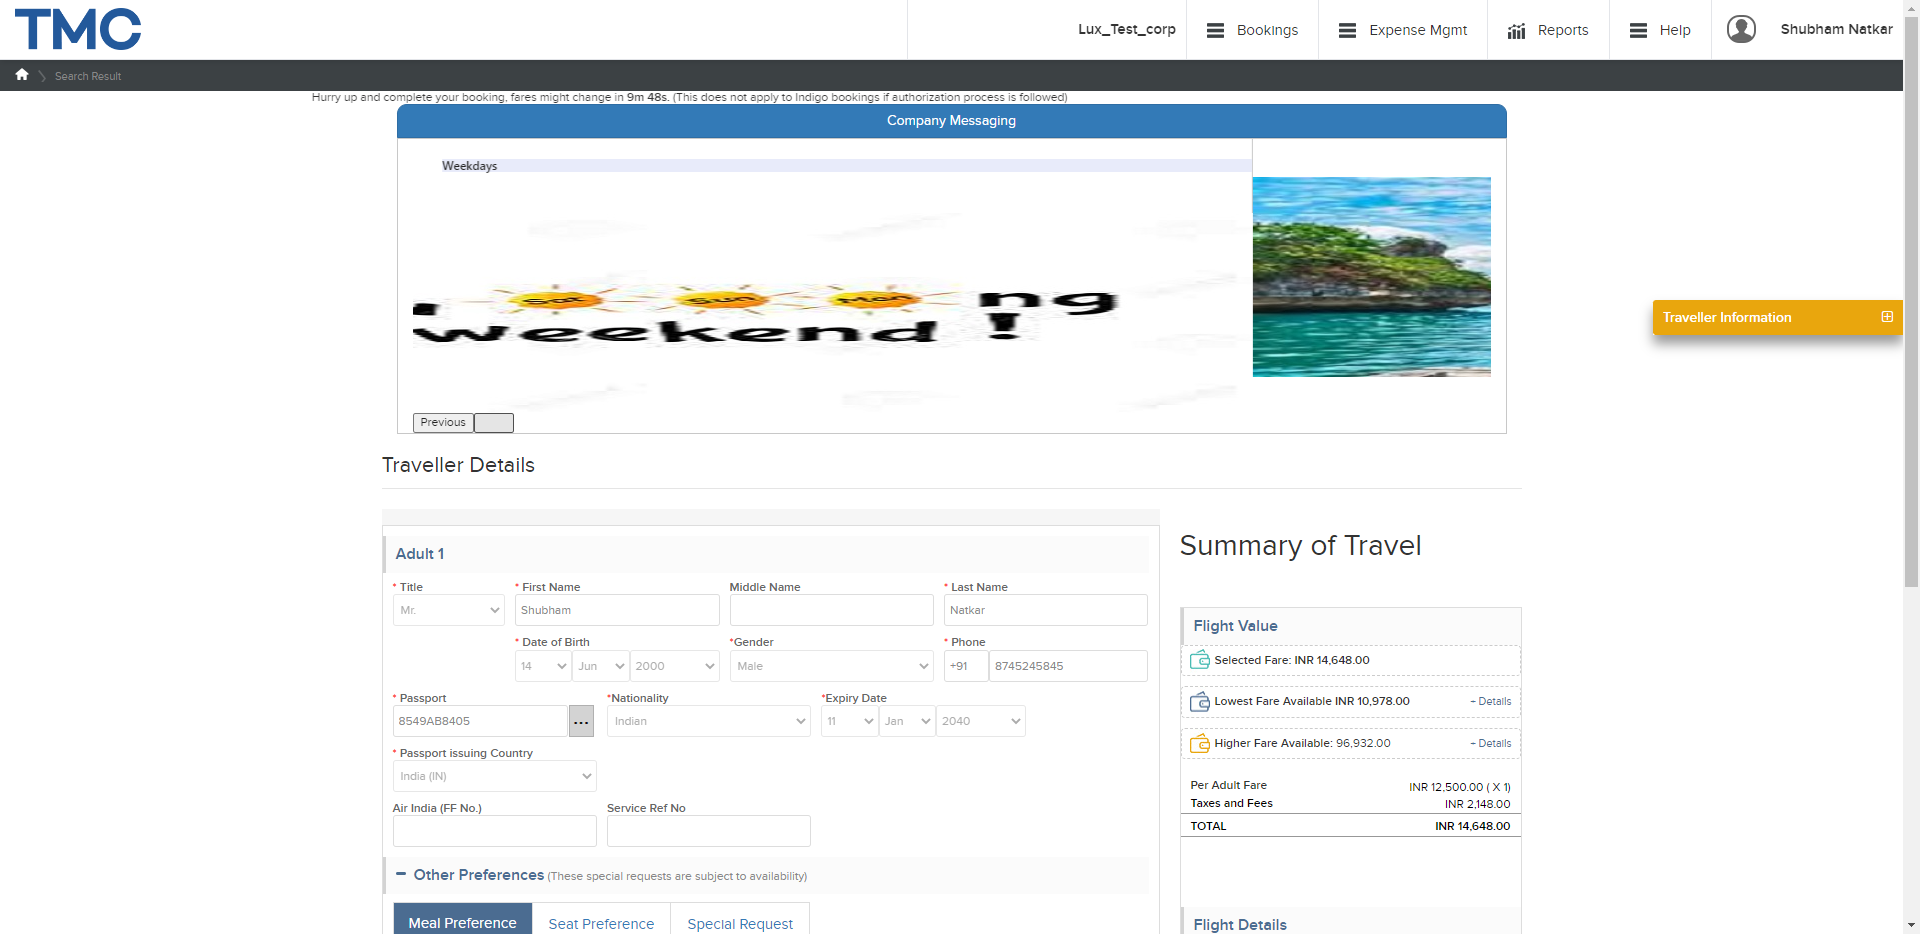 TMC
Lux_Test_corp
Bookings
Expense Mgmt
Reports
Help
Shubham Natkar
Search Result
Hurry up and complete your booking, fares might change in 9m 48s. (This does not apply to Indigo bookings if authorization process is followed)
Company Messaging
Weekdays
Sat Sun Mon ng
weekend !
Previous
Traveller Information
Traveller Details
Adult 1
* Title
* First Name
Middle Name
* Last Name
Mr.
Shubham
Natkar
* Date of Birth
*Gender
* Phone
14
Jun
2000
Male
+91
8745245845
* Passport
*Nationality
*Expiry Date
8549AB8405
...
Indian
11
Jan
2040
* Passport issuing Country
India (IN)
Air India (FF No.)
Service Ref No
− Other Preferences (These special requests are subject to availability)
Meal Preference
Seat Preference
Special Request
Summary of Travel
Flight Value
Selected Fare: INR 14,648.00
Lowest Fare Available INR 10,978.00
+ Details
Higher Fare Available: 96,932.00
+ Details
Per Adult Fare
INR 12,500.00 ( X 1)
Taxes and Fees
INR 2,148.00
TOTAL
INR 14,648.00
Flight Details